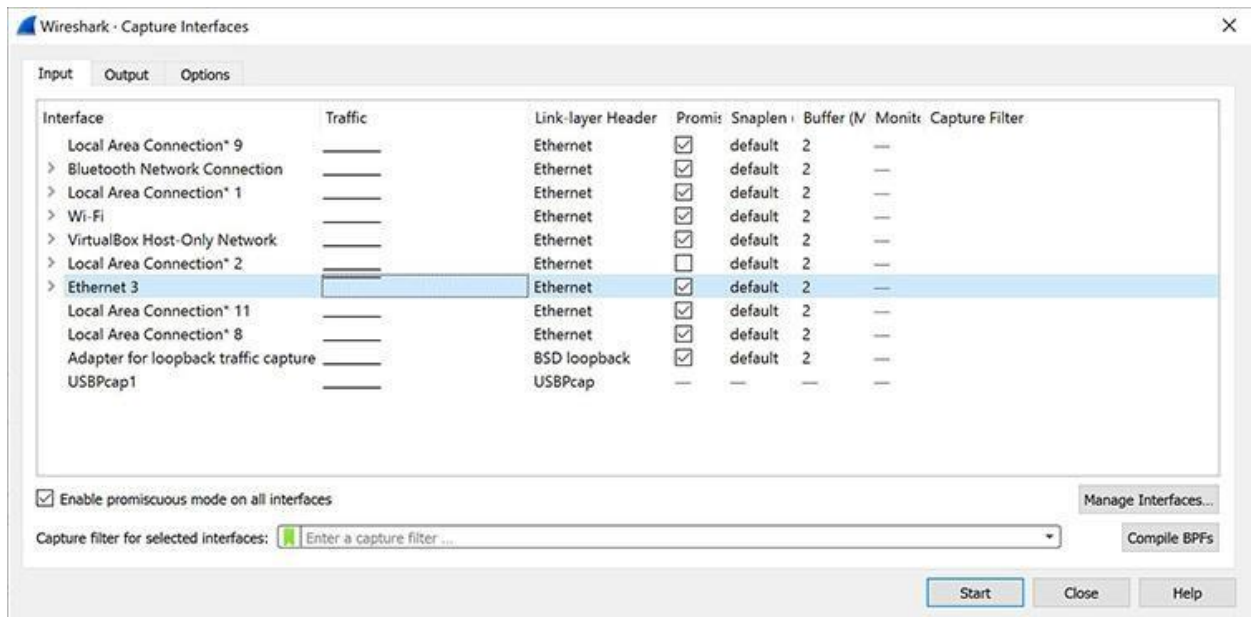 Wireshark · Capture Interfaces
Input Output Options
Interface Traffic Link-layer Header Promis Snaplen Buffer (M Monito Capture Filter
Local Area Connection* 9 Ethernet default 2 —
Bluetooth Network Connection Ethernet default 2 —
Local Area Connection* 1 Ethernet default 2 —
Wi-Fi Ethernet default 2 —
VirtualBox Host-Only Network Ethernet default 2 —
Local Area Connection* 2 Ethernet default 2 —
Ethernet 3 Ethernet default 2 —
Local Area Connection* 11 Ethernet default 2 —
Local Area Connection* 8 Ethernet default 2 —
Adapter for loopback traffic capture BSD loopback default 2 —
USBPcap1 USBPcap — — — —
Enable promiscuous mode on all interfaces Manage Interfaces...
Capture filter for selected interfaces: Enter a capture filter ... Compile BPFs
Start Close Help